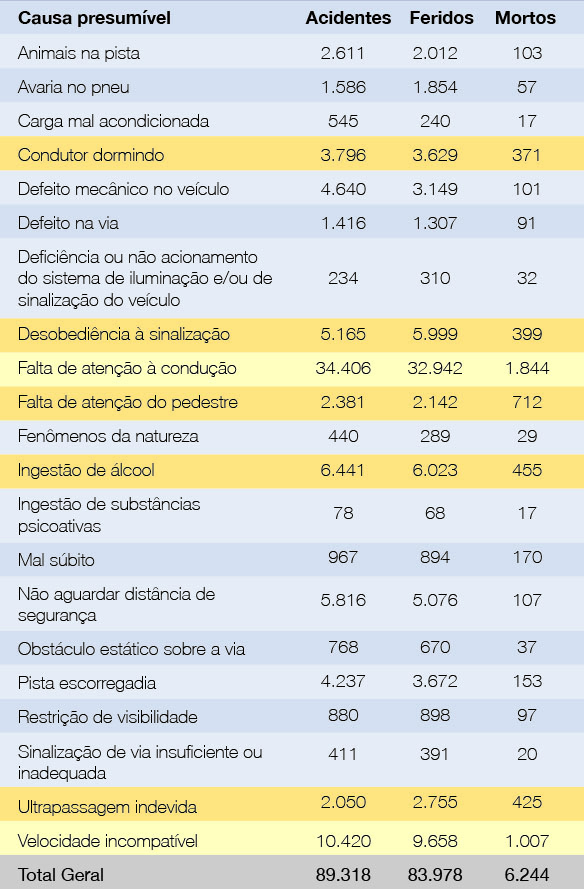 Causa presumível Acidentes Feridos Mortos
Animais na pista 2.611 2.012 103
Avaria no pneu 1.586 1.854 57
Carga mal acondicionada 545 240 17
Condutor dormindo 3.796 3.629 371
Defeito mecânico no veículo 4.640 3.149 101
Defeito na via 1.416 1.307 91
Deficiência ou não acionamento
do sistema de iluminação e/ou de 234 310 32
sinalização do veículo
Desobediência à sinalização 5.165 5.999 399
Falta de atenção à condução 34.406 32.942 1.844
Falta de atenção do pedestre 2.381 2.142 712
Fenômenos da natureza 440 289 29
Ingestão de álcool 6.441 6.023 455
Ingestão de substâncias 78 68 17
psicoativas
Mal súbito 967 894 170
Não aguardar distância de 5.816 5.076 107
segurança
Obstáculo estático sobre a via 768 670 37
Pista escorregadia 4.237 3.672 153
Restrição de visibilidade 880 898 97
Sinalização de via insuficiente ou 411 391 20
inadequada
Ultrapassagem indevida 2.050 2.755 425
Velocidade incompatível 10.420 9.658 1.007
Total Geral 89.318 83.978 6.244